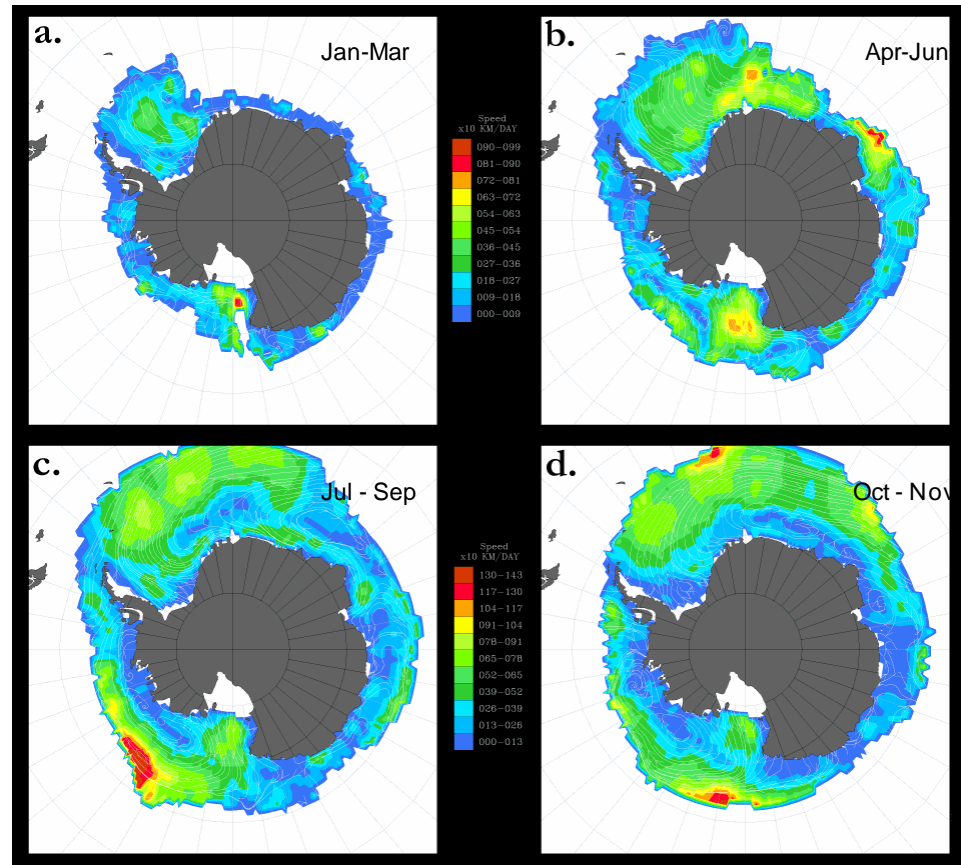 a.
Jan-Mar
b.
Apr-Jun
Speed
x10 KM/DAY
090-099
081-090
072-081
063-072
054-063
045-054
036-045
027-036
018-027
009-018
000-009
c.
Jul - Sep
d.
Oct - Nov
Speed
x10 KM/DAY
130-143
117-130
104-117
091-104
078-091
065-078
052-065
039-052
026-039
013-026
000-013